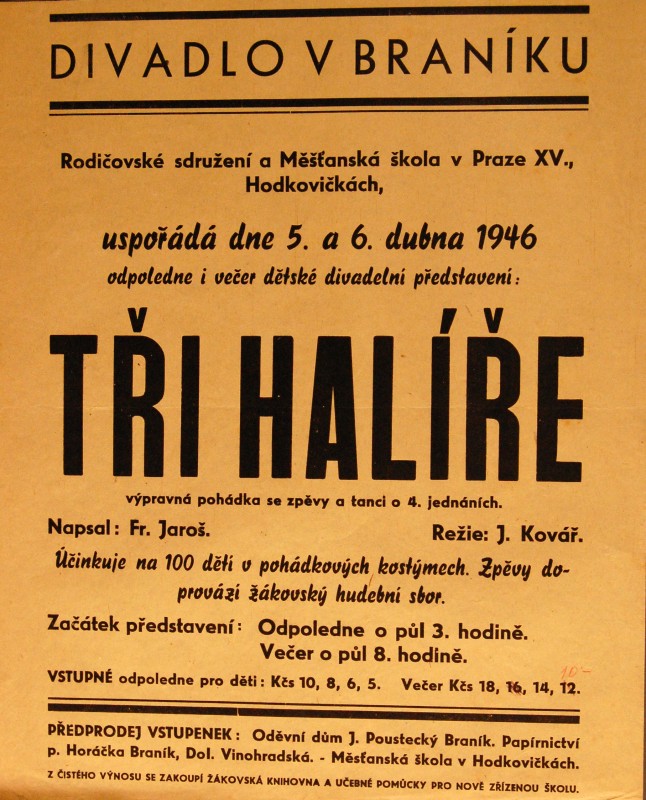 DIVADLO V BRANÍKU
Rodičovské sdružení a Měšťanská škola v Praze XV.,
Hodkovičkách,
uspořádá dne 5. a 6. dubna 1946
odpoledne i večer dětské divadelní představení:
TŘI HALÍŘE
výpravná pohádka se zpěvy a tanci o 4. jednáních.
Napsal: Fr. Jaroš. Režie: J. Kovář.
Účinkuje na 100 dětí v pohádkových kostýmech. Zpěvy do-
provází žákovský hudební sbor.
Začátek představení: Odpoledne o půl 3. hodině.
Večer o půl 8. hodině.
10-
VSTUPNÉ odpoledne pro děti: Kčs 10, 8, 6, 5. Večer Kčs 18, 16, 14, 12.
PŘEDPRODEJ VSTUPENEK: Oděvní dům J. Poustecký Braník. Papírnictví
p. Horáčka Braník, Dol. Vinohradská. - Měsťanská škola v Hodkovičkách.
Z ČISTÉHO VÝNOSU SE ZAKOUPÍ ŽÁKOVSKÁ KNIHOVNA A UČEBNÉ POMŮCKY PRO NOVĚ ZŘÍZENOU ŠKOLU.